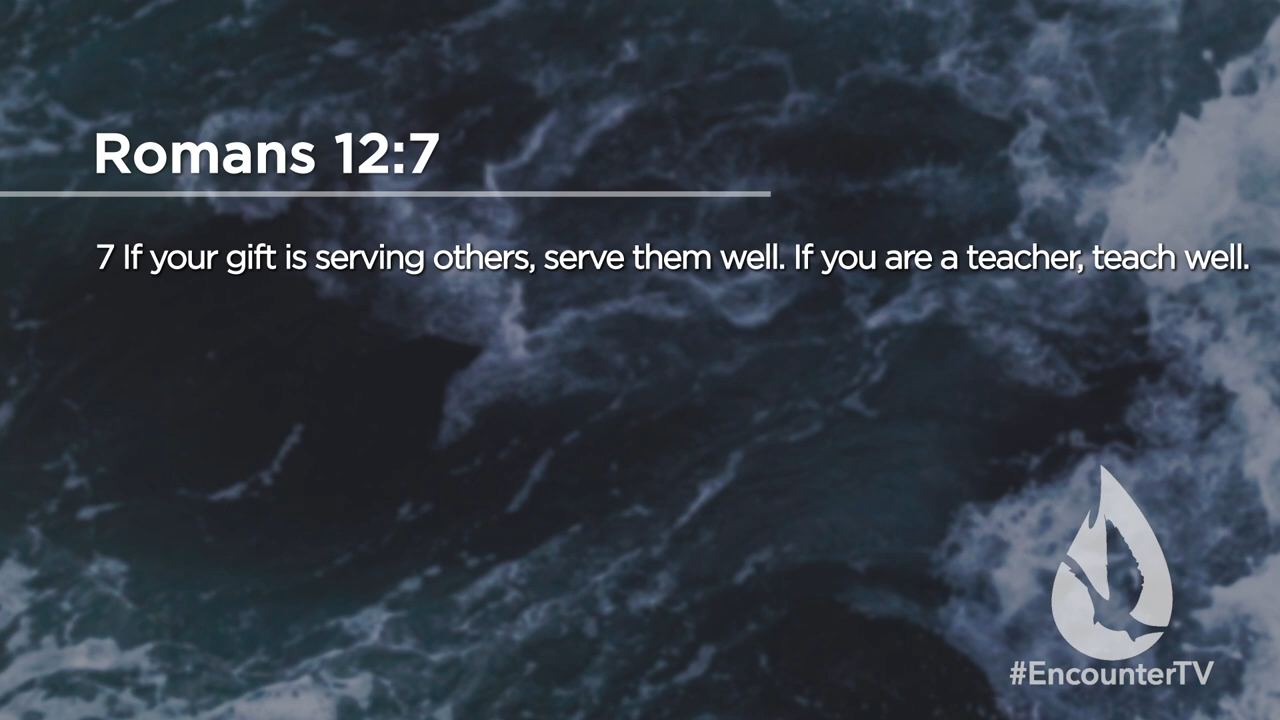 Romans 12:7
7 If your gift is serving others, serve them well. If you are a teacher, teach well.
#EncounterTV